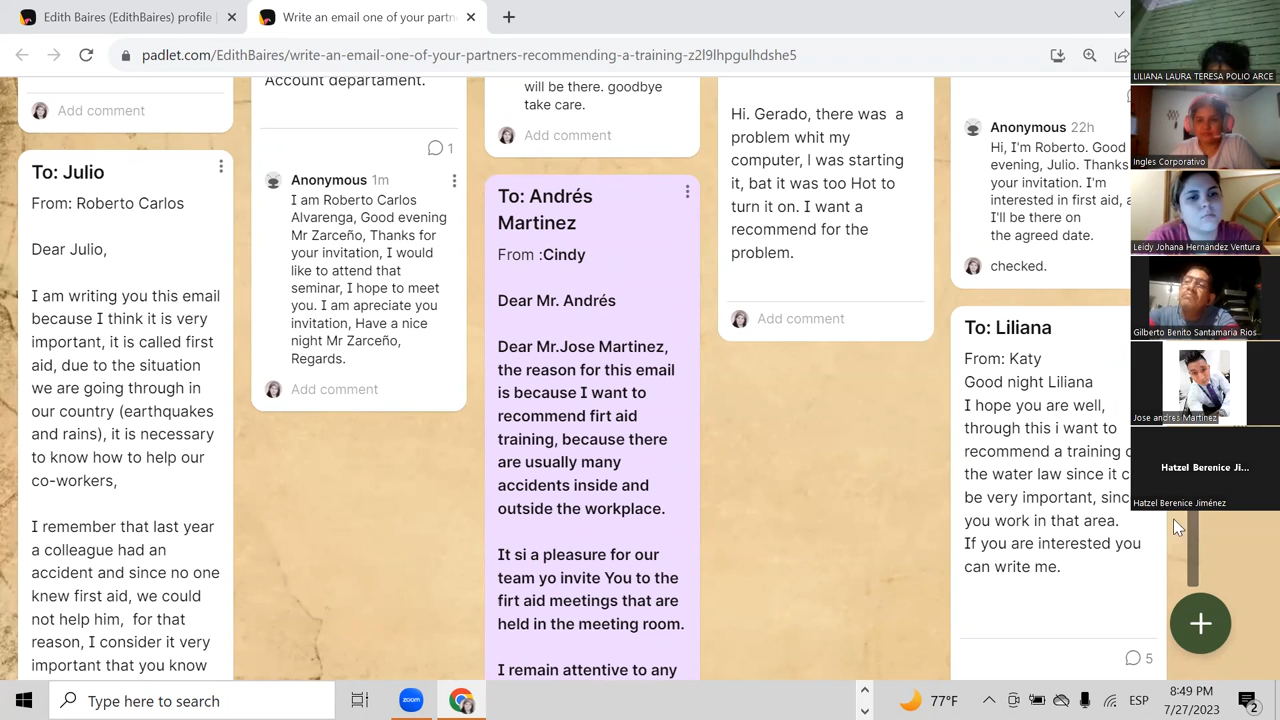 Edith Baires (EdithBaires) profile
Write an email one of your partn
padlet.com/EdithBaires/write-an-email-one-of-your-partners-recommending-a-training-z2l9lhpgulhdshe5
Add comment
To: Julio
From: Roberto Carlos
Dear Julio,
I am writing you this email
because I think it is very
important, it is called first
aid, due to the situation
we are going through in
our country (earthquakes
and rains), it is necessary
to know how to help our
co-workers,
I remember that last year
a colleague had an
accident and since no one
knew first aid, we could
not help him, for that
reason, I consider it very
important that you know
Account departament.
1
Anonymous 1m
I am Roberto Carlos
Alvarenga, Good evening
Mr Zarceño, Thanks for
your invitation, I would
like to attend that
seminar, I hope to meet
you. I am apreciate you
invitation, Have a nice
night Mr Zarceño,
Regards.
Add comment
will be there. goodbye
take care.
Add comment
To: Andrés
Martinez
From :Cindy
Dear Mr. Andrés
Dear Mr.Jose Martinez,
the reason for this email
is because I want to
recommend firt aid
training, because there
are usually many
accidents inside and
outside the workplace.
It si a pleasure for our
team yo invite You to the
firt aid meetings that are
held in the meeting room.
I remain attentive to any
Hi. Gerado, there was a
problem whit my
computer, I was starting
it, bat it was too Hot to
turn it on. I want a
recommend for the
problem.
Add comment
Anonymous 22h
Hi, I'm Roberto. Good
evening, Julio. Thanks
your invitation. I'm
interested in first aid, a
I'll be there on
the agreed date.
checked.
To: Liliana
From: Katy
Good night Liliana
I hope you are well,
through this i want to
recommend a training
the water law since it c
be very important, sinc
you work in that area.
If you are interested you
can write me.
5
LILIANA LAURA TERESA POLIO ARCE
Ingles Corporativo
Leidy Johana Hernández Ventura
Gilberto Benito Santamaria Rios
Jose andres Martinez
Hatzel Berenice Ji...
Hatzel Berenice Jiménez
Type here to search
zoom
77°F
ESP
8:49 PM
7/27/2023
2